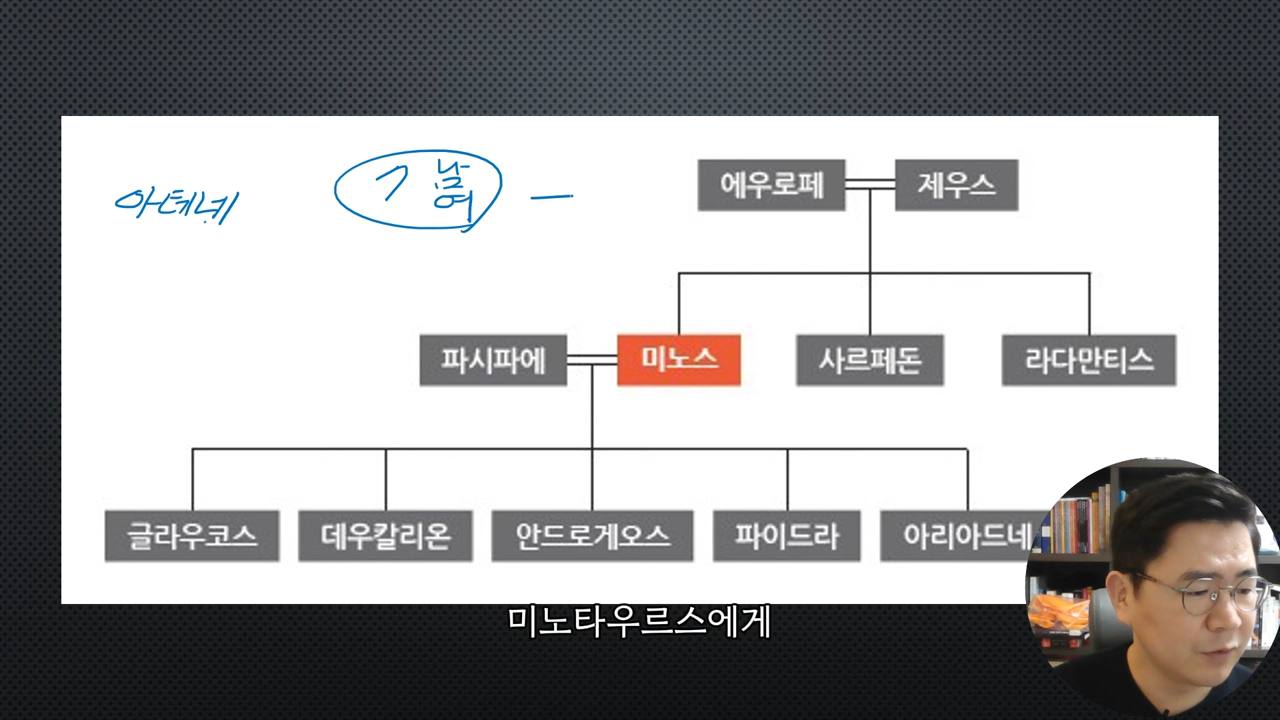 아테네
7 남
여
에우로페
제우스
파시파에
미노스
사르페돈
라다만티스
글라우코스
데우칼리온
안드로게오스
파이드라
아리아드네
미노타우르스에게